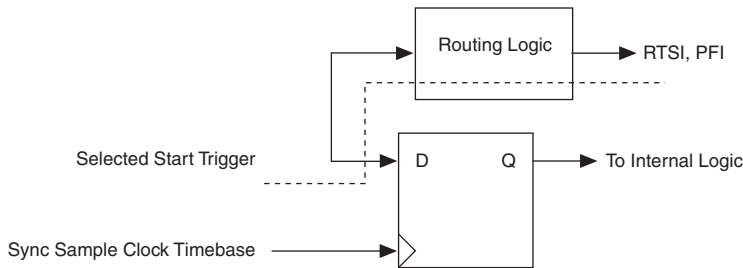 Routing Logic
RTSI, PFI
Selected Start Trigger
D
Q
To Internal Logic
Sync Sample Clock Timebase